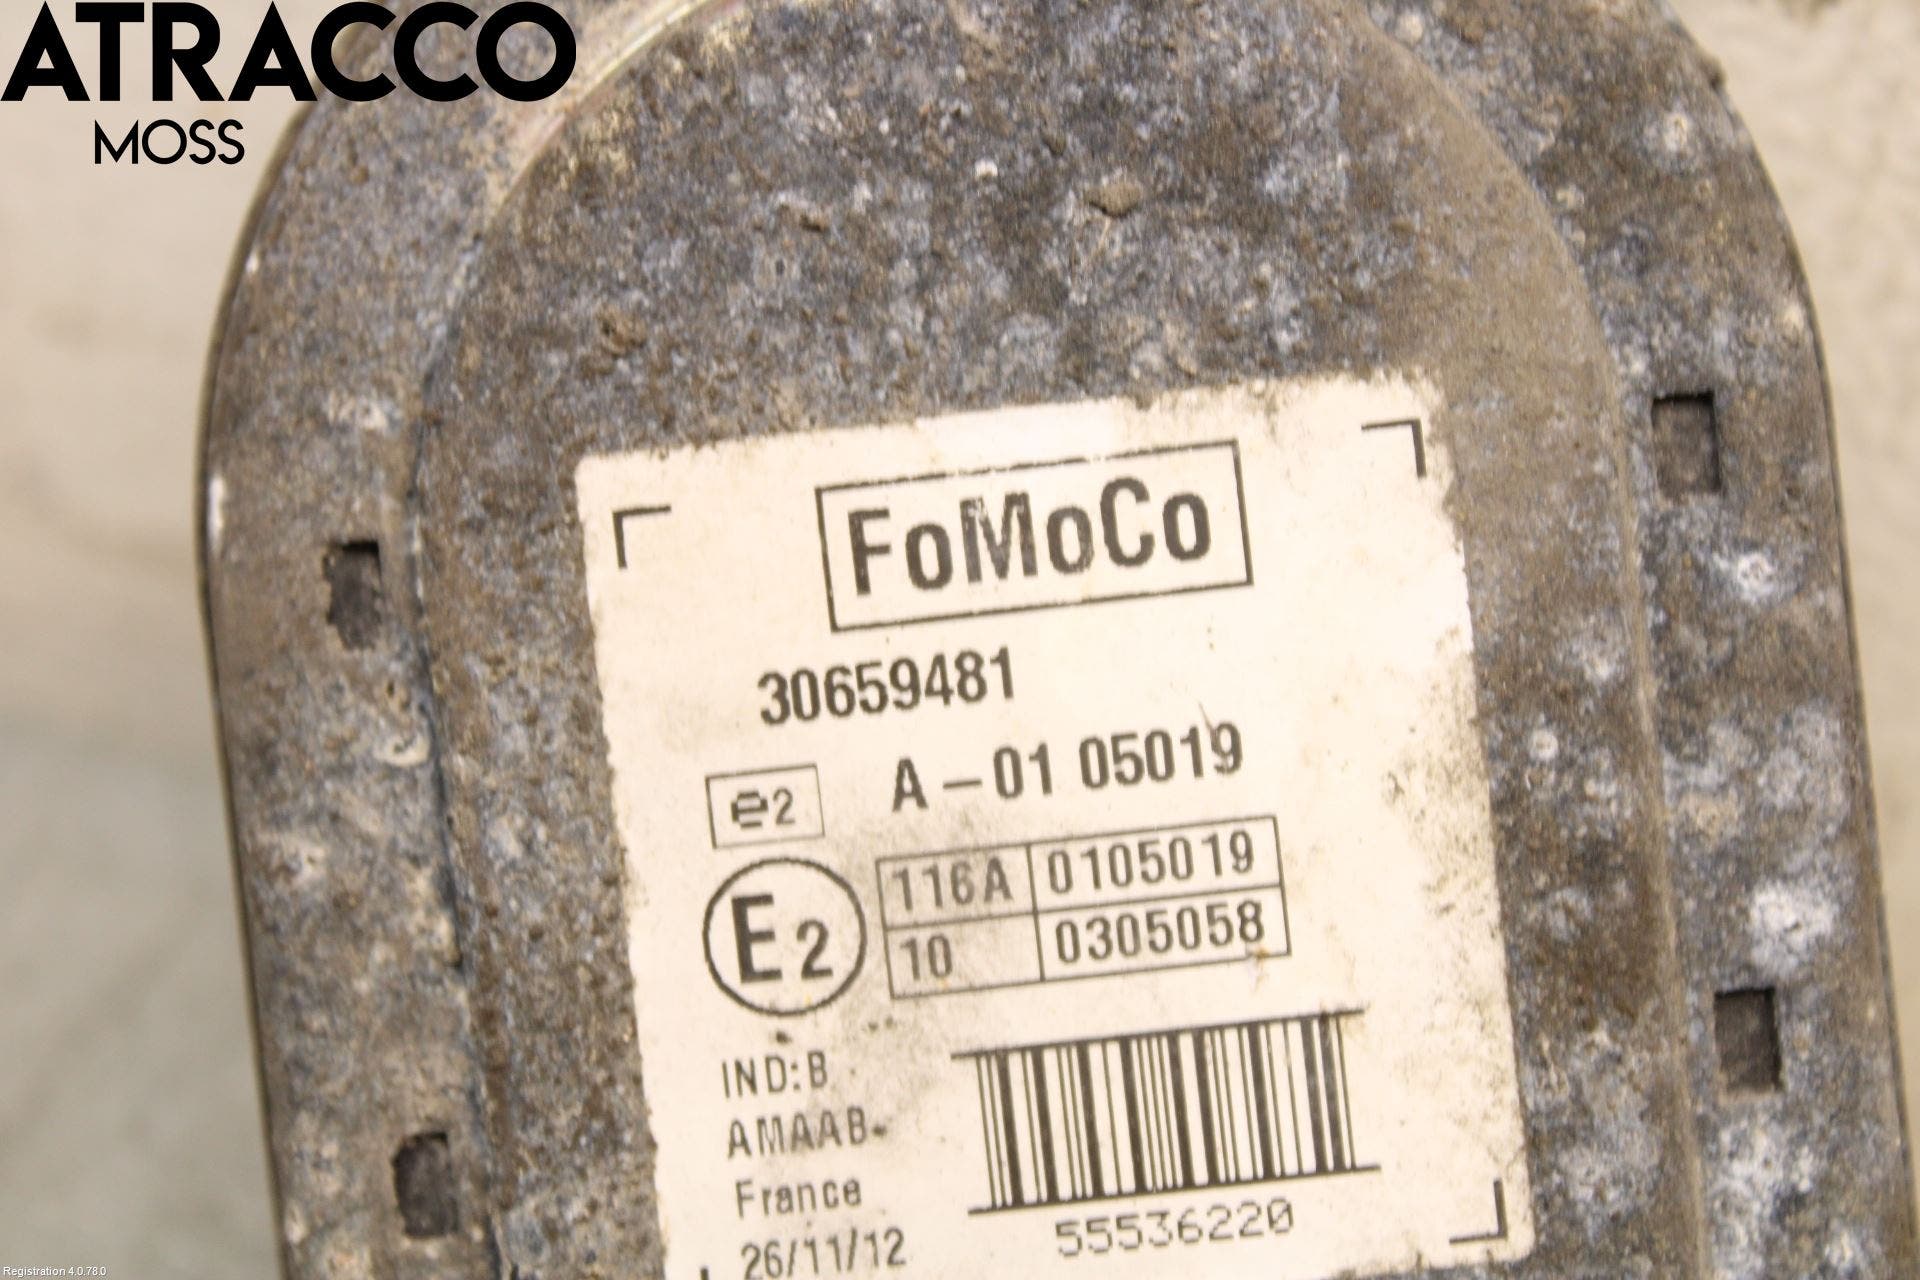 ATRACCO
MOSS
FoMoCo
30659481
e2 A - 01 05019
E2
116A 0105019
10 0305058
IND:B
AMAAB
France
26/11/12
55536220
Registration 4.0.78.0